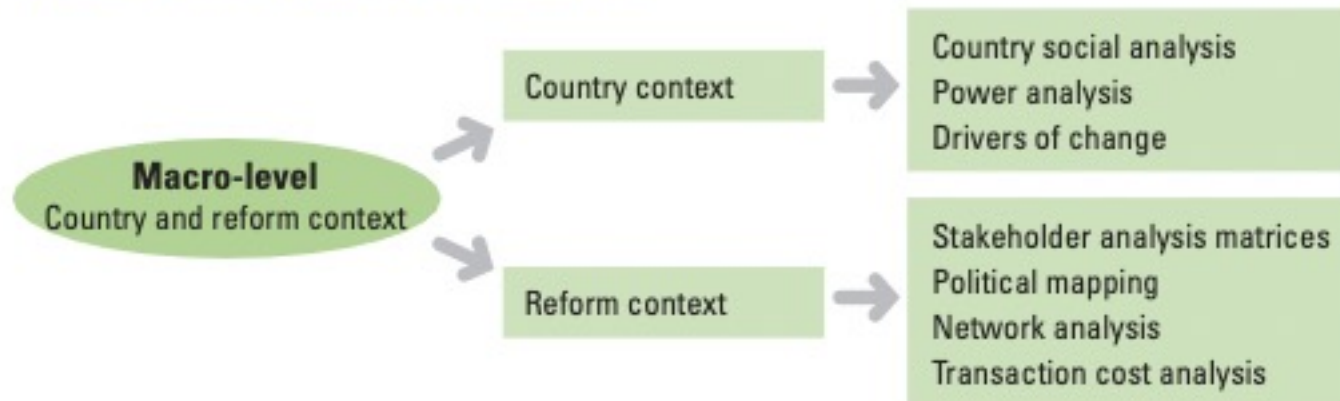 Macro-level
Country and reform context
Country context
Country social analysis
Power analysis
Drivers of change
Reform context
Stakeholder analysis matrices
Political mapping
Network analysis
Transaction cost analysis